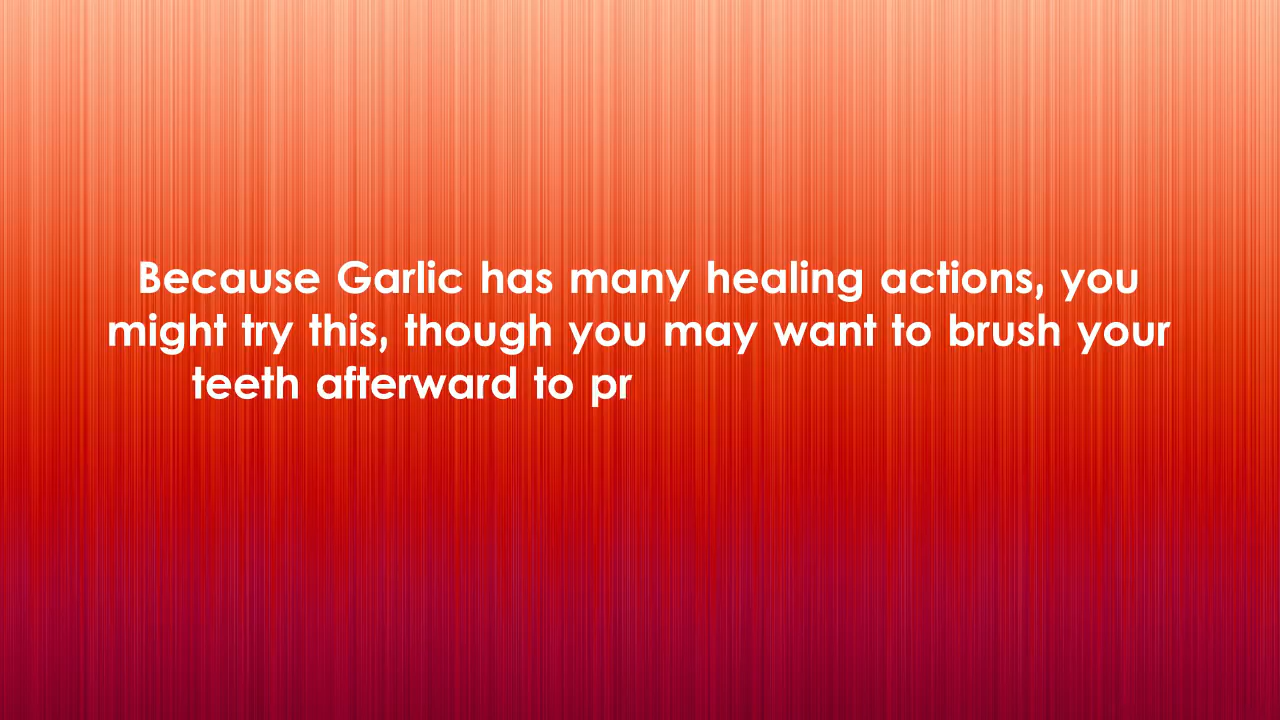 Because Garlic has many healing actions, you
might try this, though you may want to brush your
teeth afterward to pr